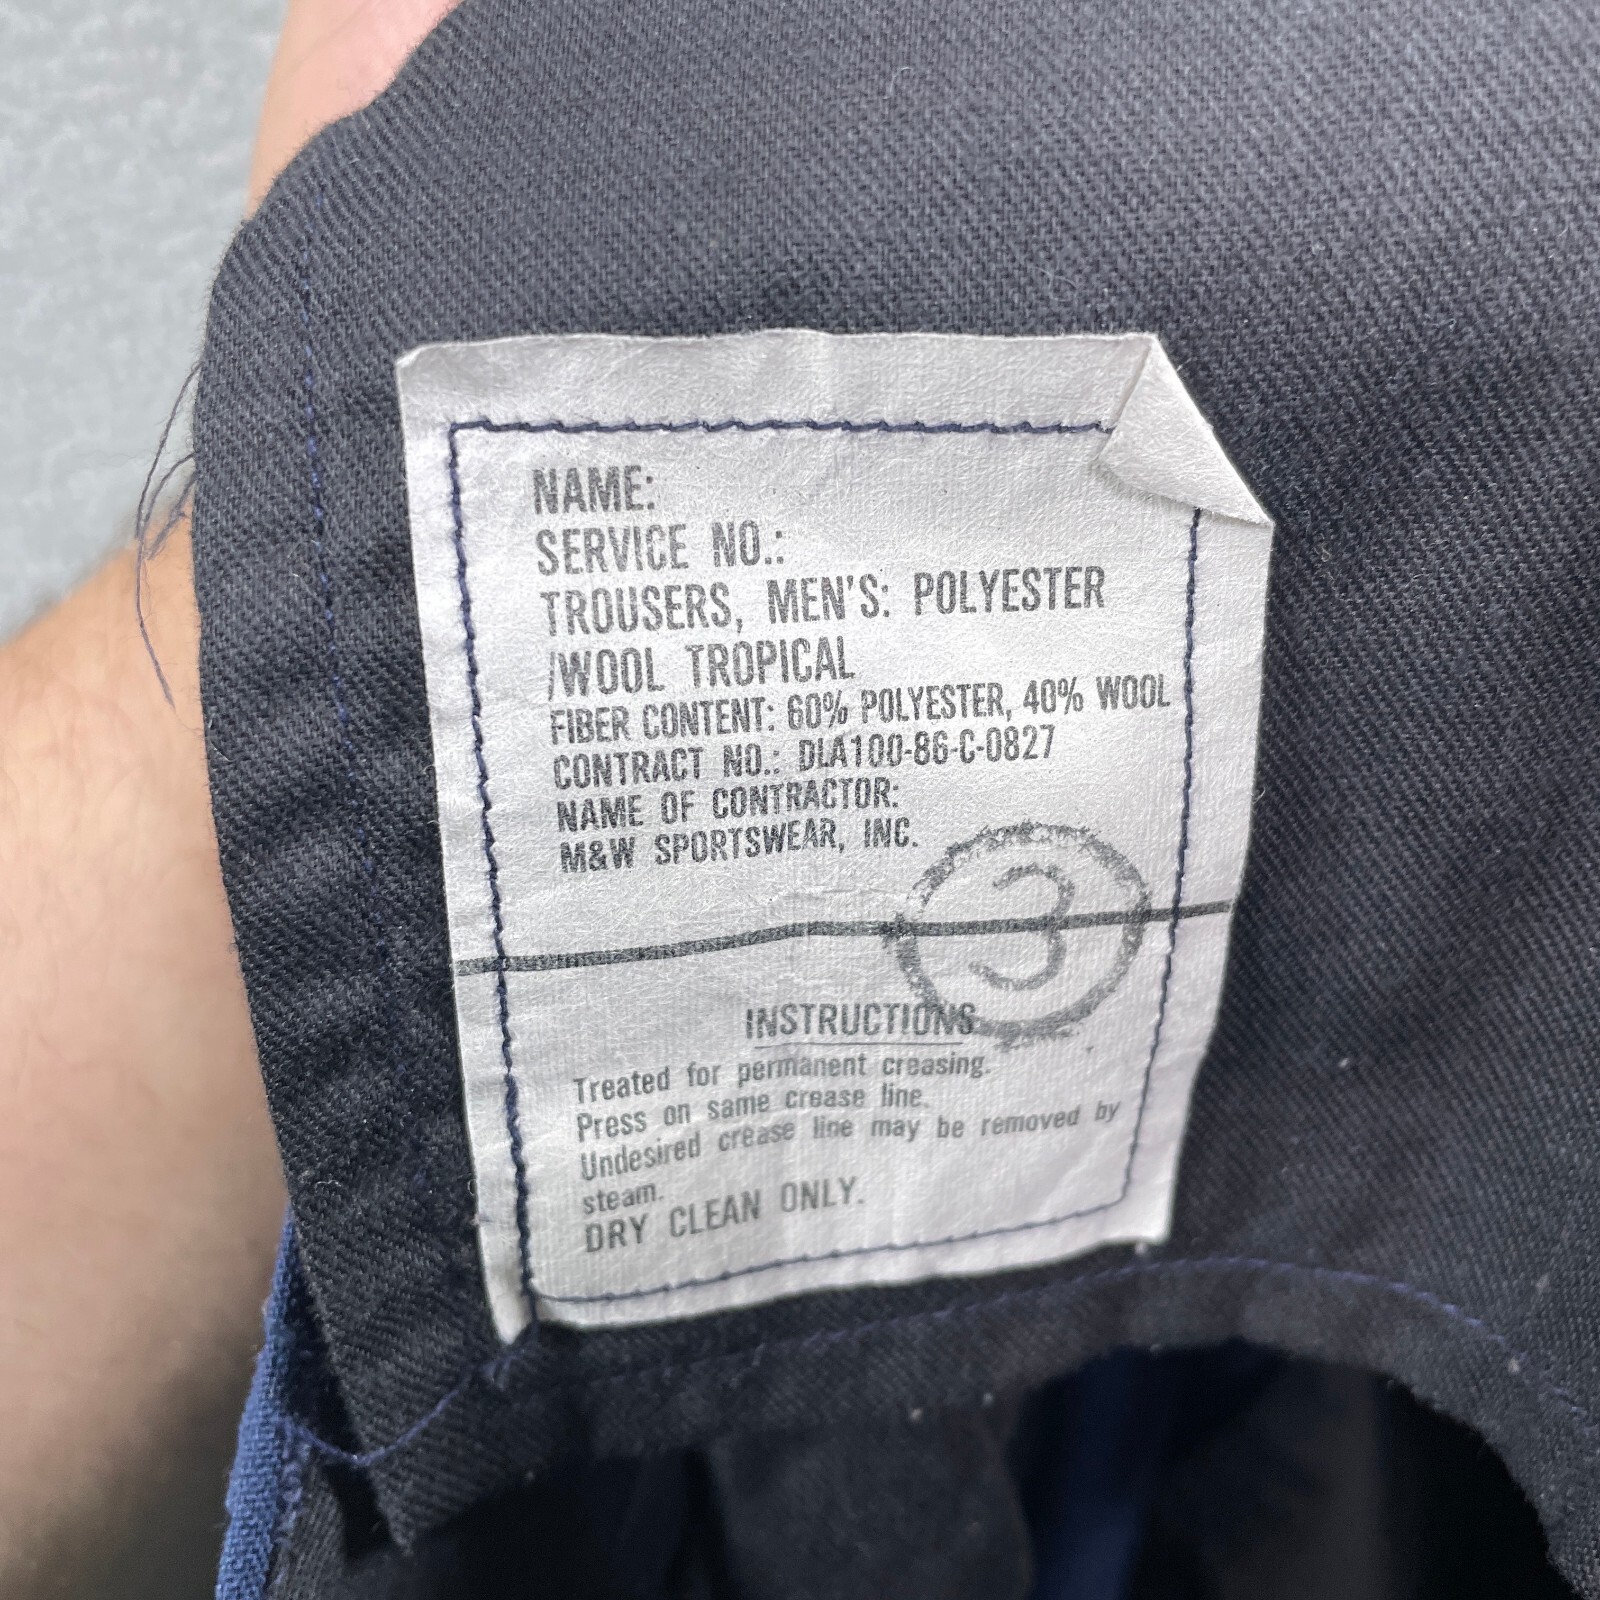 NAME:
SERVICE NO.:
TROUSERS, MEN'S: POLYESTER
/WOOL TROPICAL
FIBER CONTENT: 60% POLYESTER, 40% WOOL
CONTRACT NO.: DLA100-86-C-0827
NAME OF CONTRACTOR:
M&W SPORTSWEAR, INC.
3
INSTRUCTIONS
Treated for permanent creasing.
Press on same crease line.
Undesired crease line may be removed by
steam.
DRY CLEAN ONLY.